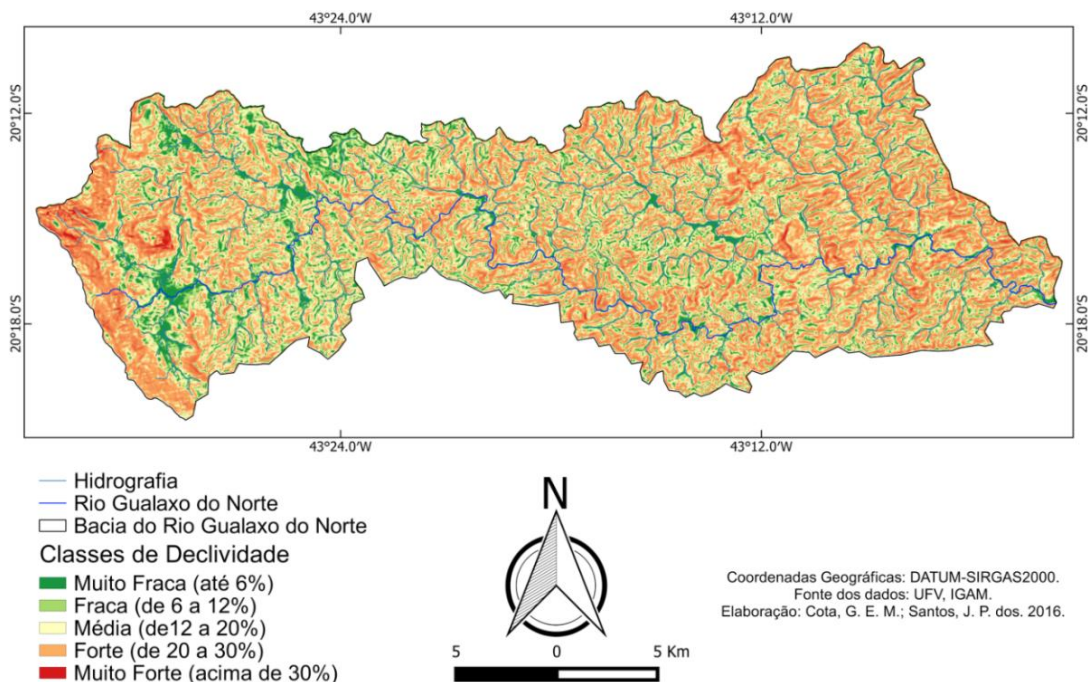 43°24.0'W 43°12.0'W
20°12.0'S 20°12.0'S
20°18.0'S 20°18.0'S
43°24.0'W 43°12.0'W
Hidrografia
Rio Gualaxo do Norte
Bacia do Rio Gualaxo do Norte
Classes de Declividade
Muito Fraca (até 6%)
Fraca (de 6 a 12%)
Média (de12 a 20%)
Forte (de 20 a 30%)
Muito Forte (acima de 30%)
N
5 0 5 Km
Coordenadas Geográficas: DATUM-SIRGAS2000.
Fonte dos dados: UFV, IGAM.
Elaboração: Cota, G. E. M.; Santos, J. P. dos. 2016.